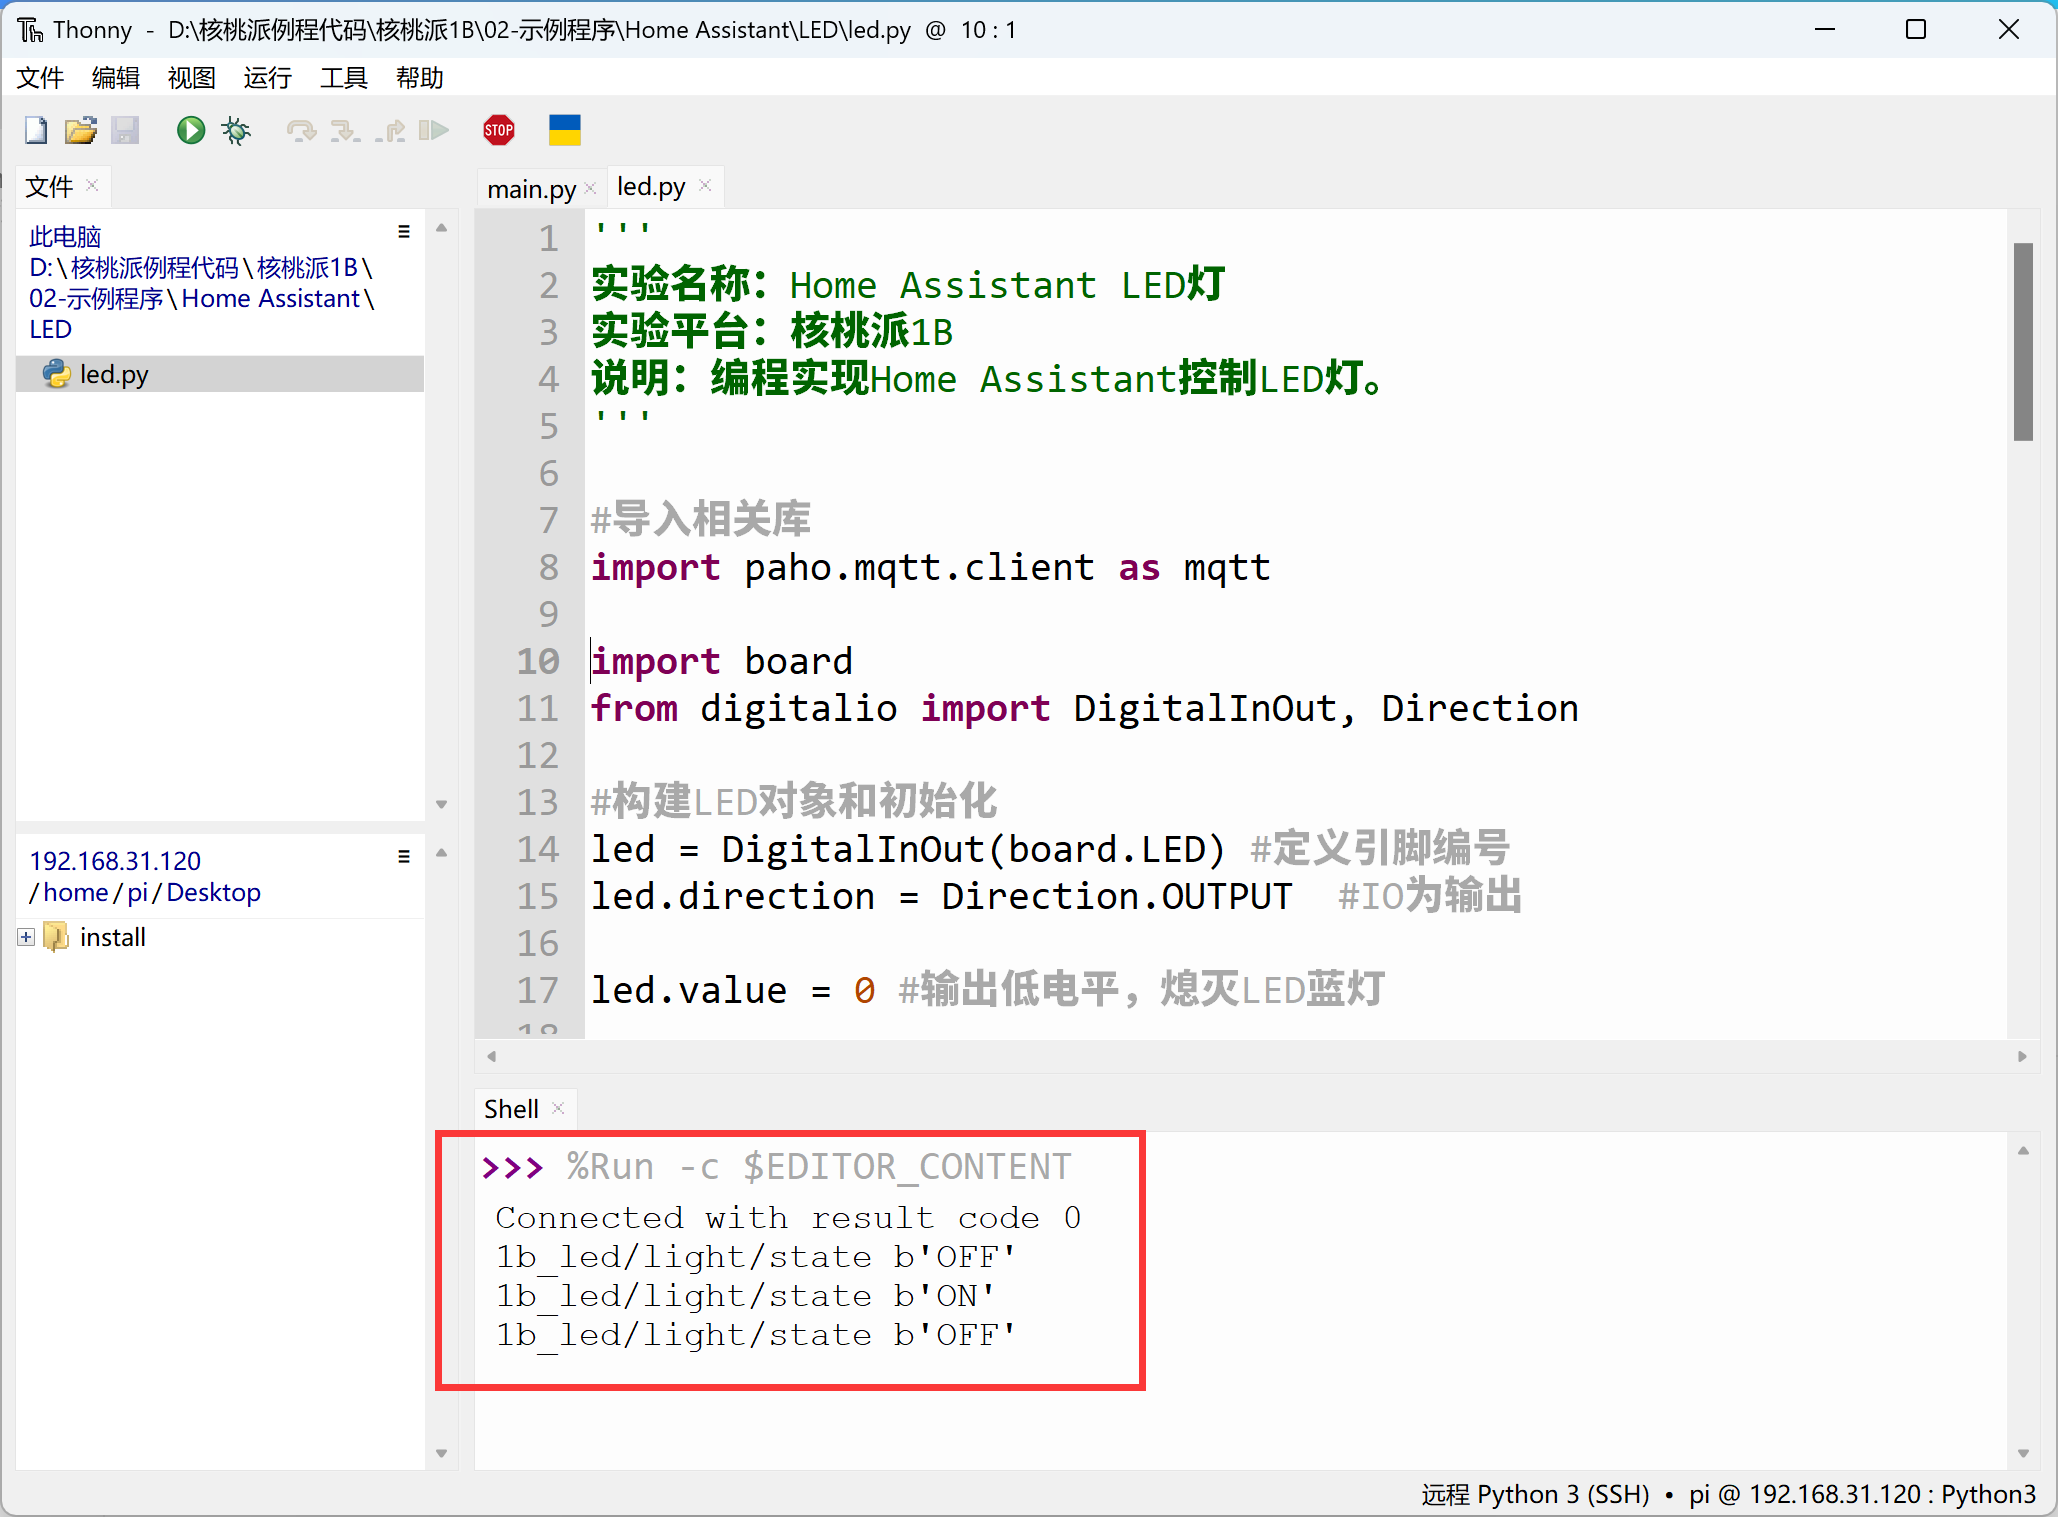 Thonny - D:\核桃派例程代码\核桃派1B\02-示例程序\Home Assistant\LED\led.py @ 10 : 1
文件 编辑 视图 运行 工具 帮助
STOP
文件
此电脑
D:\核桃派例程代码\核桃派1B\
02-示例程序\Home Assistant\
LED
led.py
192.168.31.120
/home/pi/Desktop
install
main.py led.py
1 '''
2 实验名称：Home Assistant LED灯
3 实验平台：核桃派1B
4 说明：编程实现Home Assistant控制LED灯。
5 '''
6
7 #导入相关库
8 import paho.mqtt.client as mqtt
9
10 import board
11 from digitalio import DigitalInOut, Direction
12
13 #构建LED对象和初始化
14 led = DigitalInOut(board.LED) #定义引脚编号
15 led.direction = Direction.OUTPUT  #IO为输出
16
17 led.value = 0 #输出低电平，熄灭LED蓝灯
18
Shell
>>> %Run -c $EDITOR_CONTENT
Connected with result code 0
1b_led/light/state b'OFF'
1b_led/light/state b'ON'
1b_led/light/state b'OFF'
远程 Python 3 (SSH) • pi @ 192.168.31.120 : Python3